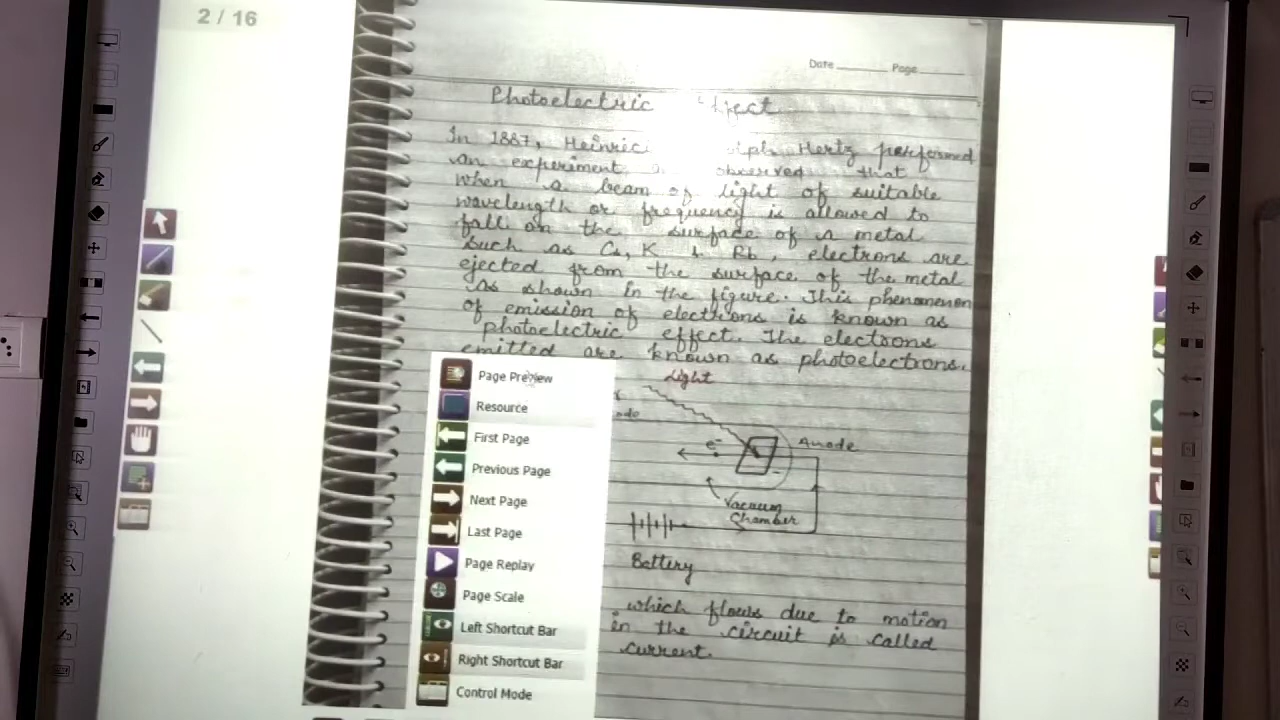 2 / 16
Date Page
Photoelectric
In 1887, Hertz performed
an experiment observed that
when a beam of light of suitable
wavelength or frequency is allowed to
fall on the surface of a metal
such as Cs, K & Rb, electrons are
ejected from the surface of the metal
as shown in the figure. This phenomenon
of emission of electrons is known as
photoelectric effect. The electrons
emitted are known as photoelectrons.
Light
e-
Anode
Vacuum
Chamber
Battery
which flows due to motion
in the circuit is called
current.
Page Preview
Resource
First Page
Previous Page
Next Page
Last Page
Page Replay
Page Scale
Left Shortcut Bar
Right Shortcut Bar
Control Mode